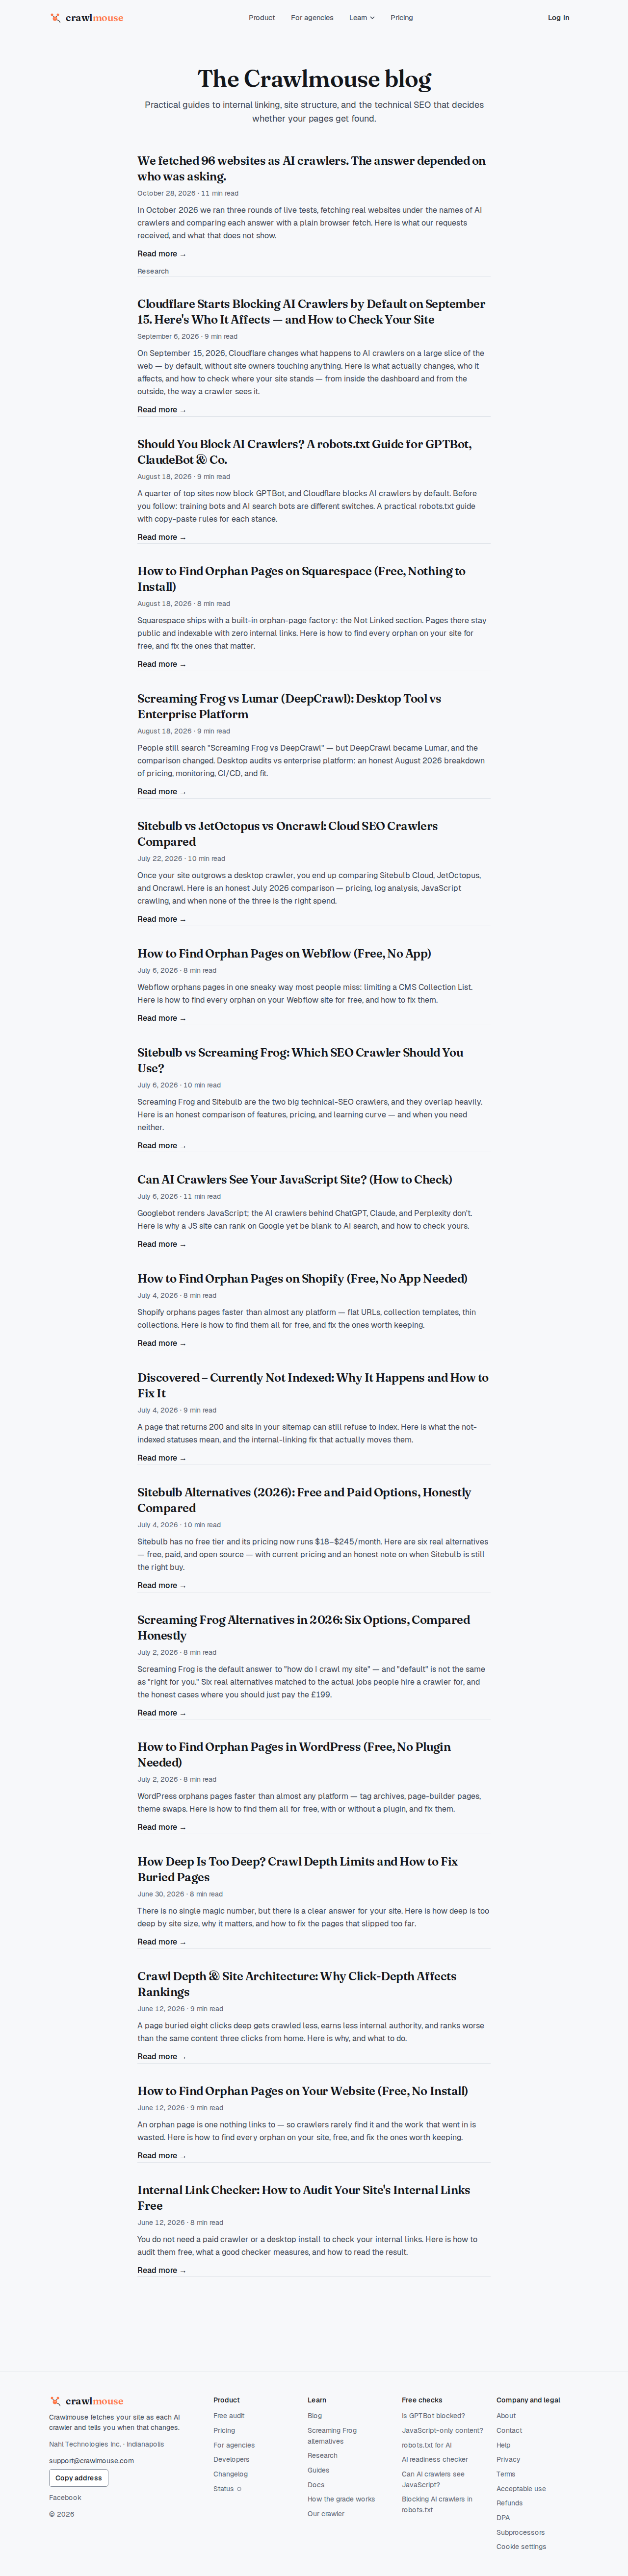 crawlmouse
Product
For agencies
Learn
Pricing
Log in
The Crawlmouse blog
Practical guides to internal linking, site structure, and the technical SEO that decides
whether your pages get found.
We fetched 96 websites as AI crawlers. The answer depended on
who was asking.
October 28, 2026 · 11 min read
In October 2026 we ran three rounds of live tests, fetching real websites under the names of AI
crawlers and comparing each answer with a plain browser fetch. Here is what our requests
received, and what that does not show.
Read more →
Research
Cloudflare Starts Blocking AI Crawlers by Default on September
15. Here's Who It Affects — and How to Check Your Site
September 6, 2026 · 9 min read
On September 15, 2026, Cloudflare changes what happens to AI crawlers on a large slice of the
web — by default, without site owners touching anything. Here is what actually changes, who it
affects, and how to check where your site stands — from inside the dashboard and from the
outside, the way a crawler sees it.
Read more →
Should You Block AI Crawlers? A robots.txt Guide for GPTBot,
ClaudeBot & Co.
August 18, 2026 · 9 min read
A quarter of top sites now block GPTBot, and Cloudflare blocks AI crawlers by default. Before
you follow: training bots and AI search bots are different switches. A practical robots.txt guide
with copy-paste rules for each stance.
Read more →
How to Find Orphan Pages on Squarespace (Free, Nothing to
Install)
August 18, 2026 · 8 min read
Squarespace ships with a built-in orphan-page factory: the Not Linked section. Pages there stay
public and indexable with zero internal links. Here is how to find every orphan on your site for
free, and fix the ones that matter.
Read more →
Screaming Frog vs Lumar (DeepCrawl): Desktop Tool vs
Enterprise Platform
August 18, 2026 · 9 min read
People still search "Screaming Frog vs DeepCrawl" — but DeepCrawl became Lumar, and the
comparison changed. Desktop audits vs enterprise platform: an honest August 2026 breakdown
of pricing, monitoring, CI/CD, and fit.
Read more →
Sitebulb vs JetOctopus vs Oncrawl: Cloud SEO Crawlers
Compared
July 22, 2026 · 10 min read
Once your site outgrows a desktop crawler, you end up comparing Sitebulb Cloud, JetOctopus,
and Oncrawl. Here is an honest July 2026 comparison — pricing, log analysis, JavaScript
crawling, and when none of the three is the right spend.
Read more →
How to Find Orphan Pages on Webflow (Free, No App)
July 6, 2026 · 8 min read
Webflow orphans pages in one sneaky way most people miss: limiting a CMS Collection List.
Here is how to find every orphan on your Webflow site for free, and how to fix them.
Read more →
Sitebulb vs Screaming Frog: Which SEO Crawler Should You
Use?
July 6, 2026 · 10 min read
Screaming Frog and Sitebulb are the two big technical-SEO crawlers, and they overlap heavily.
Here is an honest comparison of features, pricing, and learning curve — and when you need
neither.
Read more →
Can AI Crawlers See Your JavaScript Site? (How to Check)
July 6, 2026 · 11 min read
Googlebot renders JavaScript; the AI crawlers behind ChatGPT, Claude, and Perplexity don't.
Here is why a JS site can rank on Google yet be blank to AI search, and how to check yours.
Read more →
How to Find Orphan Pages on Shopify (Free, No App Needed)
July 4, 2026 · 8 min read
Shopify orphans pages faster than almost any platform — flat URLs, collection templates, thin
collections. Here is how to find them all for free, and fix the ones worth keeping.
Read more →
Discovered – Currently Not Indexed: Why It Happens and How to
Fix It
July 4, 2026 · 9 min read
A page that returns 200 and sits in your sitemap can still refuse to index. Here is what the not-
indexed statuses mean, and the internal-linking fix that actually moves them.
Read more →
Sitebulb Alternatives (2026): Free and Paid Options, Honestly
Compared
July 4, 2026 · 10 min read
Sitebulb has no free tier and its pricing now runs $18–$245/month. Here are six real alternatives
— free, paid, and open source — with current pricing and an honest note on when Sitebulb is still
the right buy.
Read more →
Screaming Frog Alternatives in 2026: Six Options, Compared
Honestly
July 2, 2026 · 8 min read
Screaming Frog is the default answer to "how do I crawl my site" — and "default" is not the same
as "right for you." Six real alternatives matched to the actual jobs people hire a crawler for, and
the honest cases where you should just pay the £199.
Read more →
How to Find Orphan Pages in WordPress (Free, No Plugin
Needed)
July 2, 2026 · 8 min read
WordPress orphans pages faster than almost any platform — tag archives, page-builder pages,
theme swaps. Here is how to find them all for free, with or without a plugin, and fix them.
Read more →
How Deep Is Too Deep? Crawl Depth Limits and How to Fix
Buried Pages
June 30, 2026 · 8 min read
There is no single magic number, but there is a clear answer for your site. Here is how deep is too
deep by site size, why it matters, and how to fix the pages that slipped too far.
Read more →
Crawl Depth & Site Architecture: Why Click-Depth Affects
Rankings
June 12, 2026 · 9 min read
A page buried eight clicks deep gets crawled less, earns less internal authority, and ranks worse
than the same content three clicks from home. Here is why, and what to do.
Read more →
How to Find Orphan Pages on Your Website (Free, No Install)
June 12, 2026 · 9 min read
An orphan page is one nothing links to — so crawlers rarely find it and the work that went in is
wasted. Here is how to find every orphan on your site, free, and fix the ones worth keeping.
Read more →
Internal Link Checker: How to Audit Your Site's Internal Links
Free
June 12, 2026 · 8 min read
You do not need a paid crawler or a desktop install to check your internal links. Here is how to
audit them free, what a good checker measures, and how to read the result.
Read more →
crawlmouse
Crawlmouse fetches your site as each AI
crawler and tells you when that changes.
Nahl Technologies Inc. · Indianapolis
support@crawlmouse.com
Copy address
Facebook
© 2026
Product
Free audit
Pricing
For agencies
Developers
Changelog
Status
Learn
Blog
Screaming Frog
alternatives
Research
Guides
Docs
How the grade works
Our crawler
Free checks
Is GPTBot blocked?
JavaScript-only content?
robots.txt for AI
AI readiness checker
Can AI crawlers see
JavaScript?
Blocking AI crawlers in
robots.txt
Company and legal
About
Contact
Help
Privacy
Terms
Acceptable use
Refunds
DPA
Subprocessors
Cookie settings